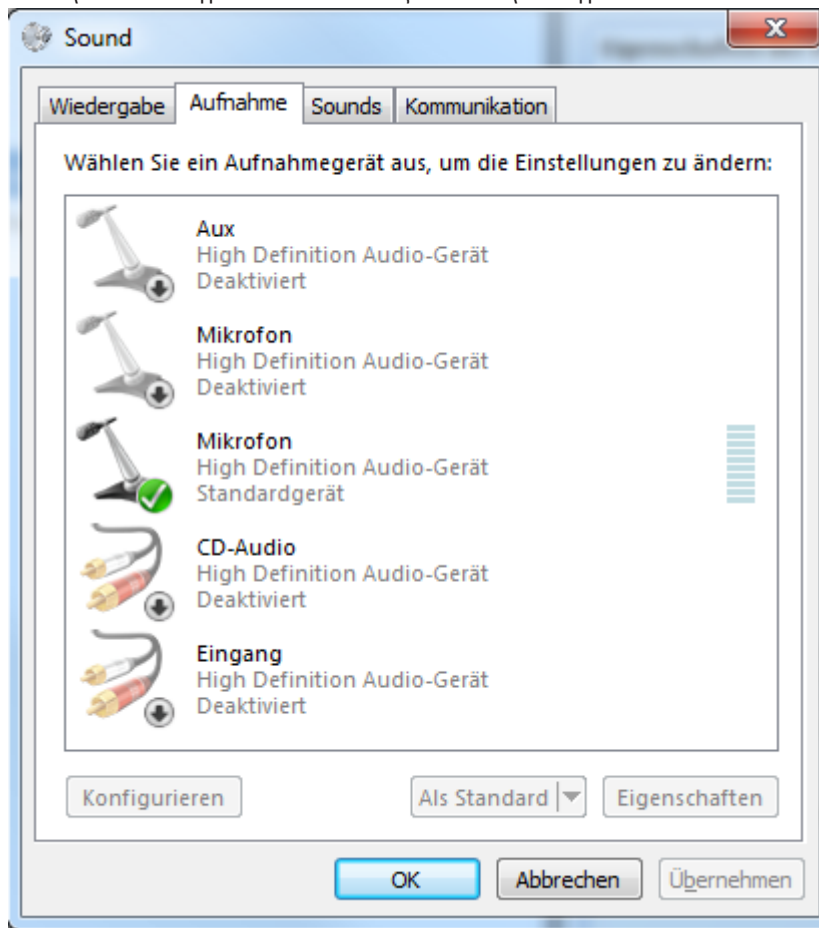 Sound
Wiedergabe Aufnahme Sounds Kommunikation
Wählen Sie ein Aufnahmegerät aus, um die Einstellungen zu ändern:
Aux
High Definition Audio-Gerät
Deaktiviert
Mikrofon
High Definition Audio-Gerät
Deaktiviert
Mikrofon
High Definition Audio-Gerät
Standardgerät
CD-Audio
High Definition Audio-Gerät
Deaktiviert
Eingang
High Definition Audio-Gerät
Deaktiviert
Konfigurieren Als Standard Eigenschaften
OK Abbrechen Übernehmen